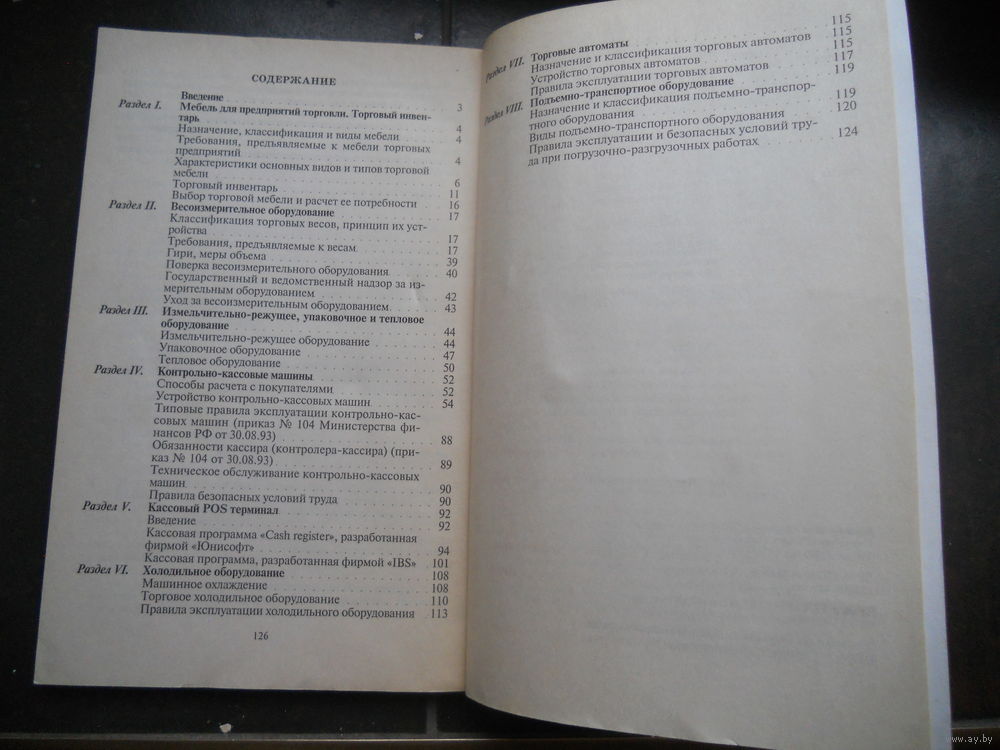 СОДЕРЖАНИЕ
Введение 3
Раздел I. Мебель для предприятий торговли. Торговый инвен-
тарь 4
Назначение, классификация и виды мебели 4
Требования, предъявляемые к мебели торговых
предприятий 4
Характеристики основных видов и типов торговой
мебели 6
Торговый инвентарь 11
Выбор торговой мебели и расчет ее потребности 16
Раздел II. Весоизмерительное оборудование 17
Классификация торговых весов, принцип их уст-
ройства 17
Требования, предъявляемые к весам 17
Гири, меры объема 39
Поверка весоизмерительного оборудования 40
Государственный и ведомственный надзор за из-
мерительным оборудованием 42
Уход за весоизмерительным оборудованием 43
Раздел III. Измельчительно-режущее, упаковочное и тепловое
оборудование 44
Измельчительно-режущее оборудование 44
Упаковочное оборудование 47
Тепловое оборудование 50
Раздел IV. Контрольно-кассовые машины 52
Способы расчета с покупателями 52
Устройство контрольно-кассовых машин 54
Типовые правила эксплуатации контрольно-кас-
совых машин (приказ № 104 Министерства фи-
нансов РФ от 30.08.93) 88
Обязанности кассира (контролера-кассира) (при-
каз № 104 от 30.08.93) 89
Техническое обслуживание контрольно-кассовых
машин 90
Правила безопасных условий труда 90
Раздел V. Кассовый POS терминал 92
Введение 92
Кассовая программа «Cash register», разработанная
фирмой «Юнисофт» 94
Кассовая программа, разработанная фирмой «IBS» 101
Раздел VI. Холодильное оборудование 108
Машинное охлаждение 108
Торговое холодильное оборудование 110
Правила эксплуатации холодильного оборудования 113
126
Раздел VII. Торговые автоматы 115
Назначение и классификация торговых автоматов 115
Устройство торговых автоматов 115
Правила эксплуатации торговых автоматов 117
Раздел VIII. Подъемно-транспортное оборудование 119
Назначение и классификация подъемно-транспор-
тного оборудования 119
Виды подъемно-транспортного оборудования 120
Правила эксплуатации и безопасных условий тру-
да при погрузочно-разгрузочных работах 124
www.ay.by